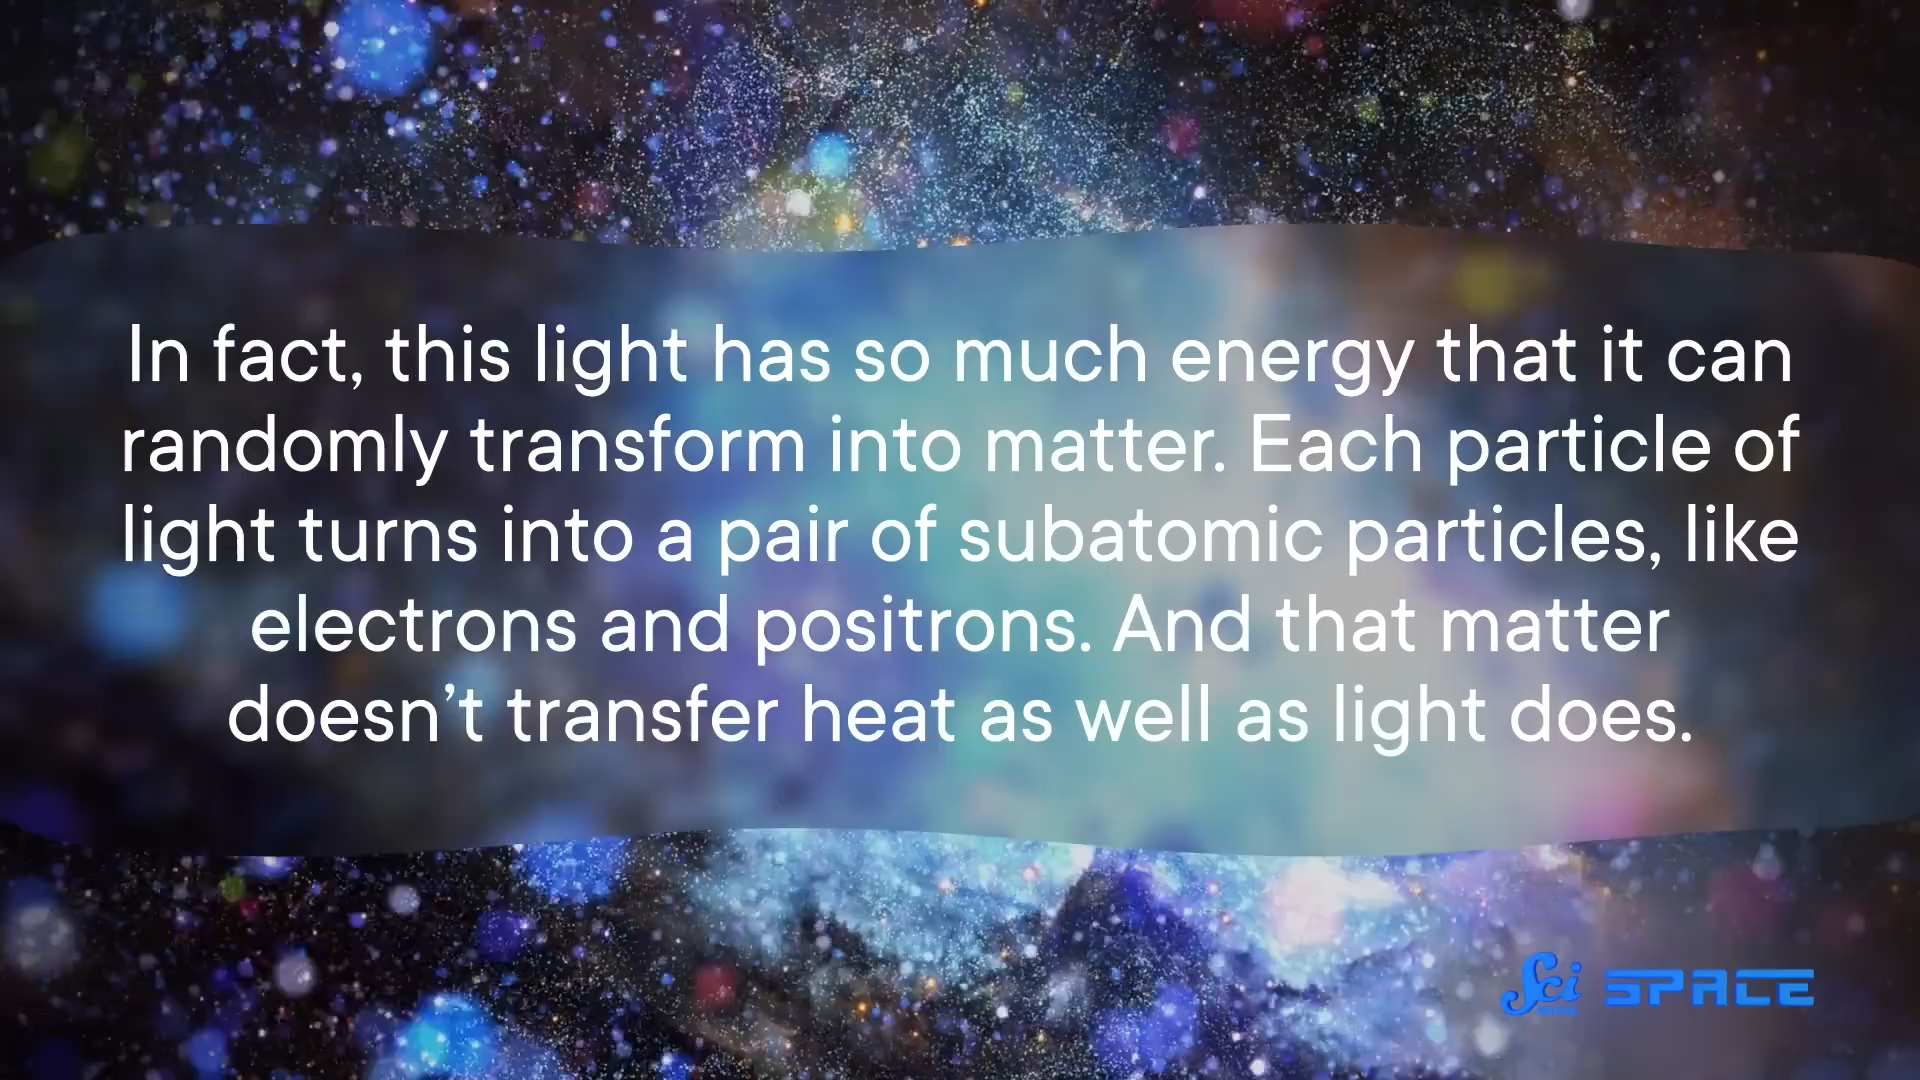 In fact, this light has so much energy that it can
randomly transform into matter. Each particle of
light turns into a pair of subatomic particles, like
electrons and positrons. And that matter
doesn’t transfer heat as well as light does.
Sci SPACE